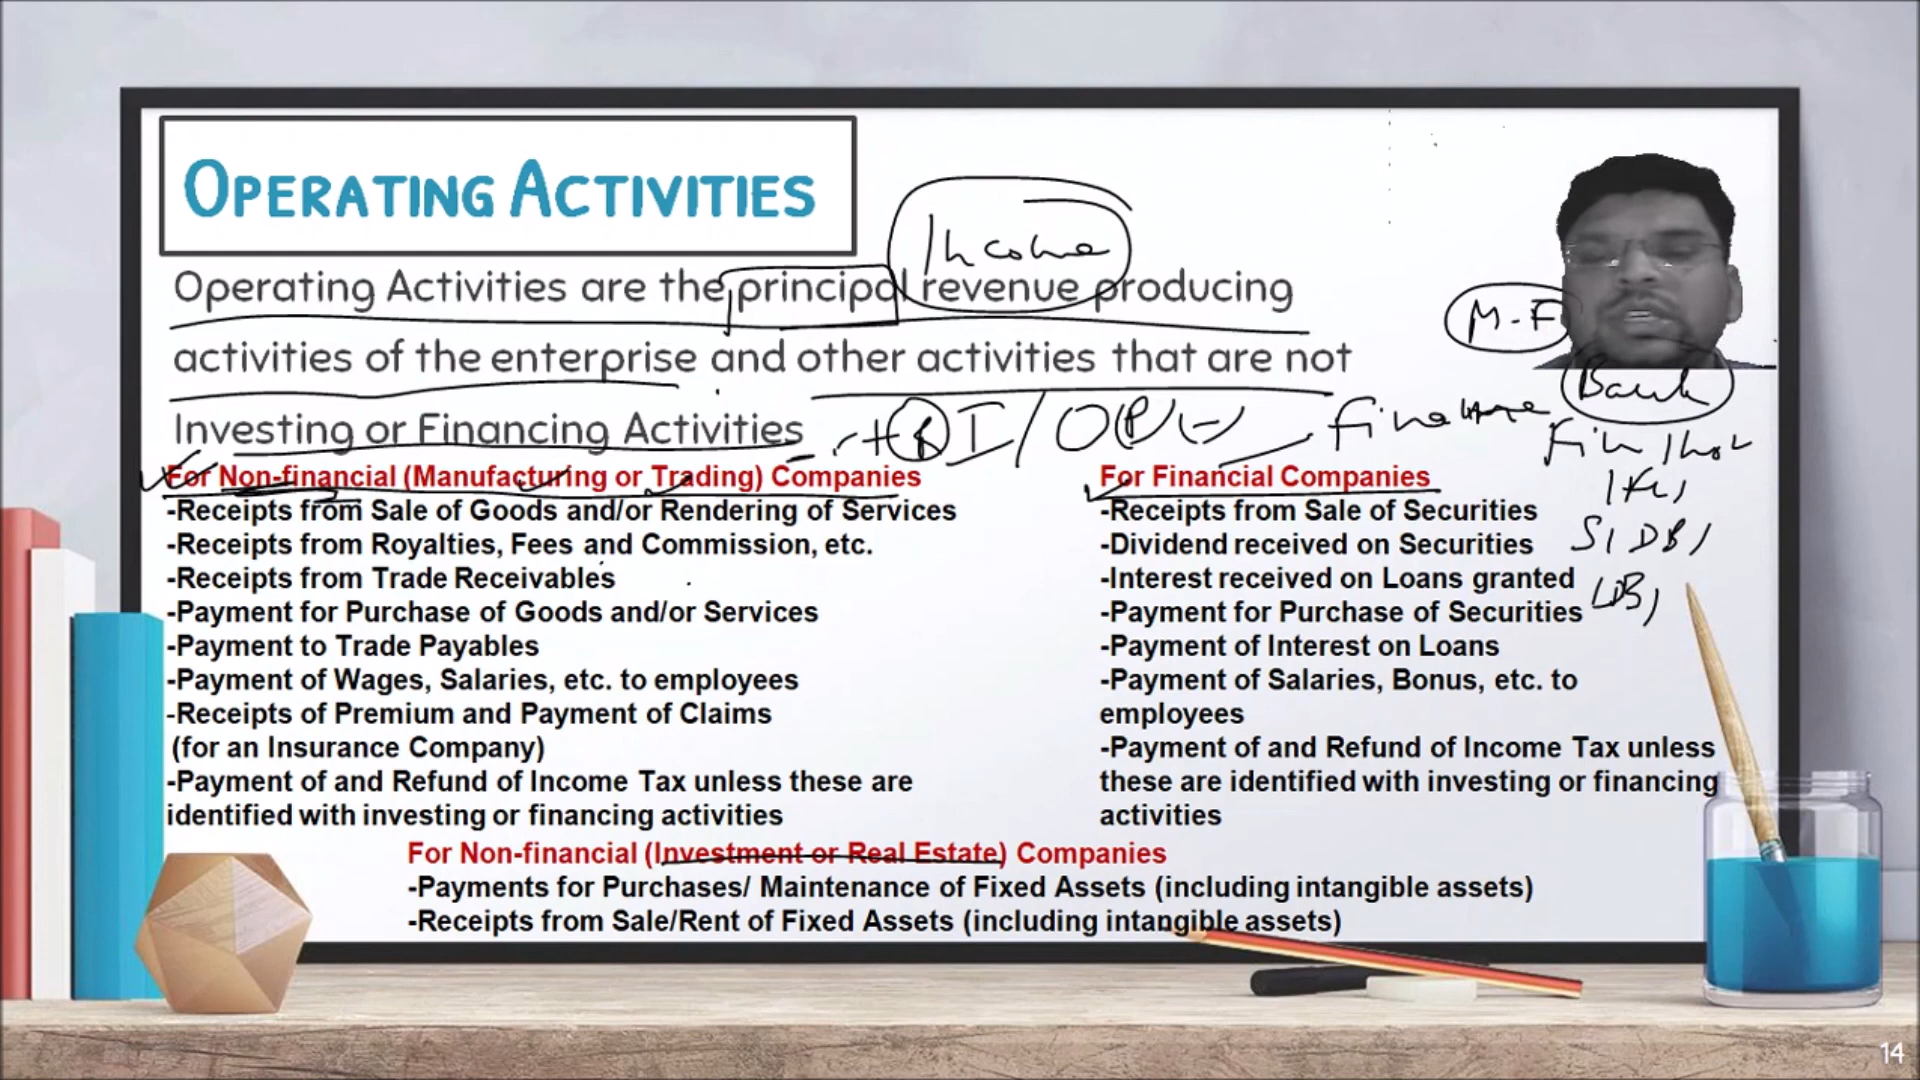 OPERATING ACTIVITIES
Income
Operating Activities are the principal revenue producing
M-F
activities of the enterprise and other activities that are not
Bank
Investing or Financing Activities
For Non-financial (Manufacturing or Trading) Companies
-Receipts from Sale of Goods and/or Rendering of Services
-Receipts from Royalties, Fees and Commission, etc.
-Receipts from Trade Receivables
-Payment for Purchase of Goods and/or Services
-Payment to Trade Payables
-Payment of Wages, Salaries, etc. to employees
-Receipts of Premium and Payment of Claims
(for an Insurance Company)
-Payment of and Refund of Income Tax unless these are
identified with investing or financing activities
For Financial Companies
-Receipts from Sale of Securities
-Dividend received on Securities
-Interest received on Loans granted
-Payment for Purchase of Securities
-Payment of Interest on Loans
-Payment of Salaries, Bonus, etc. to
employees
-Payment of and Refund of Income Tax unless
these are identified with investing or financing
activities
SIDBI
IDBI
For Non-financial (Investment or Real Estate) Companies
-Payments for Purchases/ Maintenance of Fixed Assets (including intangible assets)
-Receipts from Sale/Rent of Fixed Assets (including intangible assets)
14